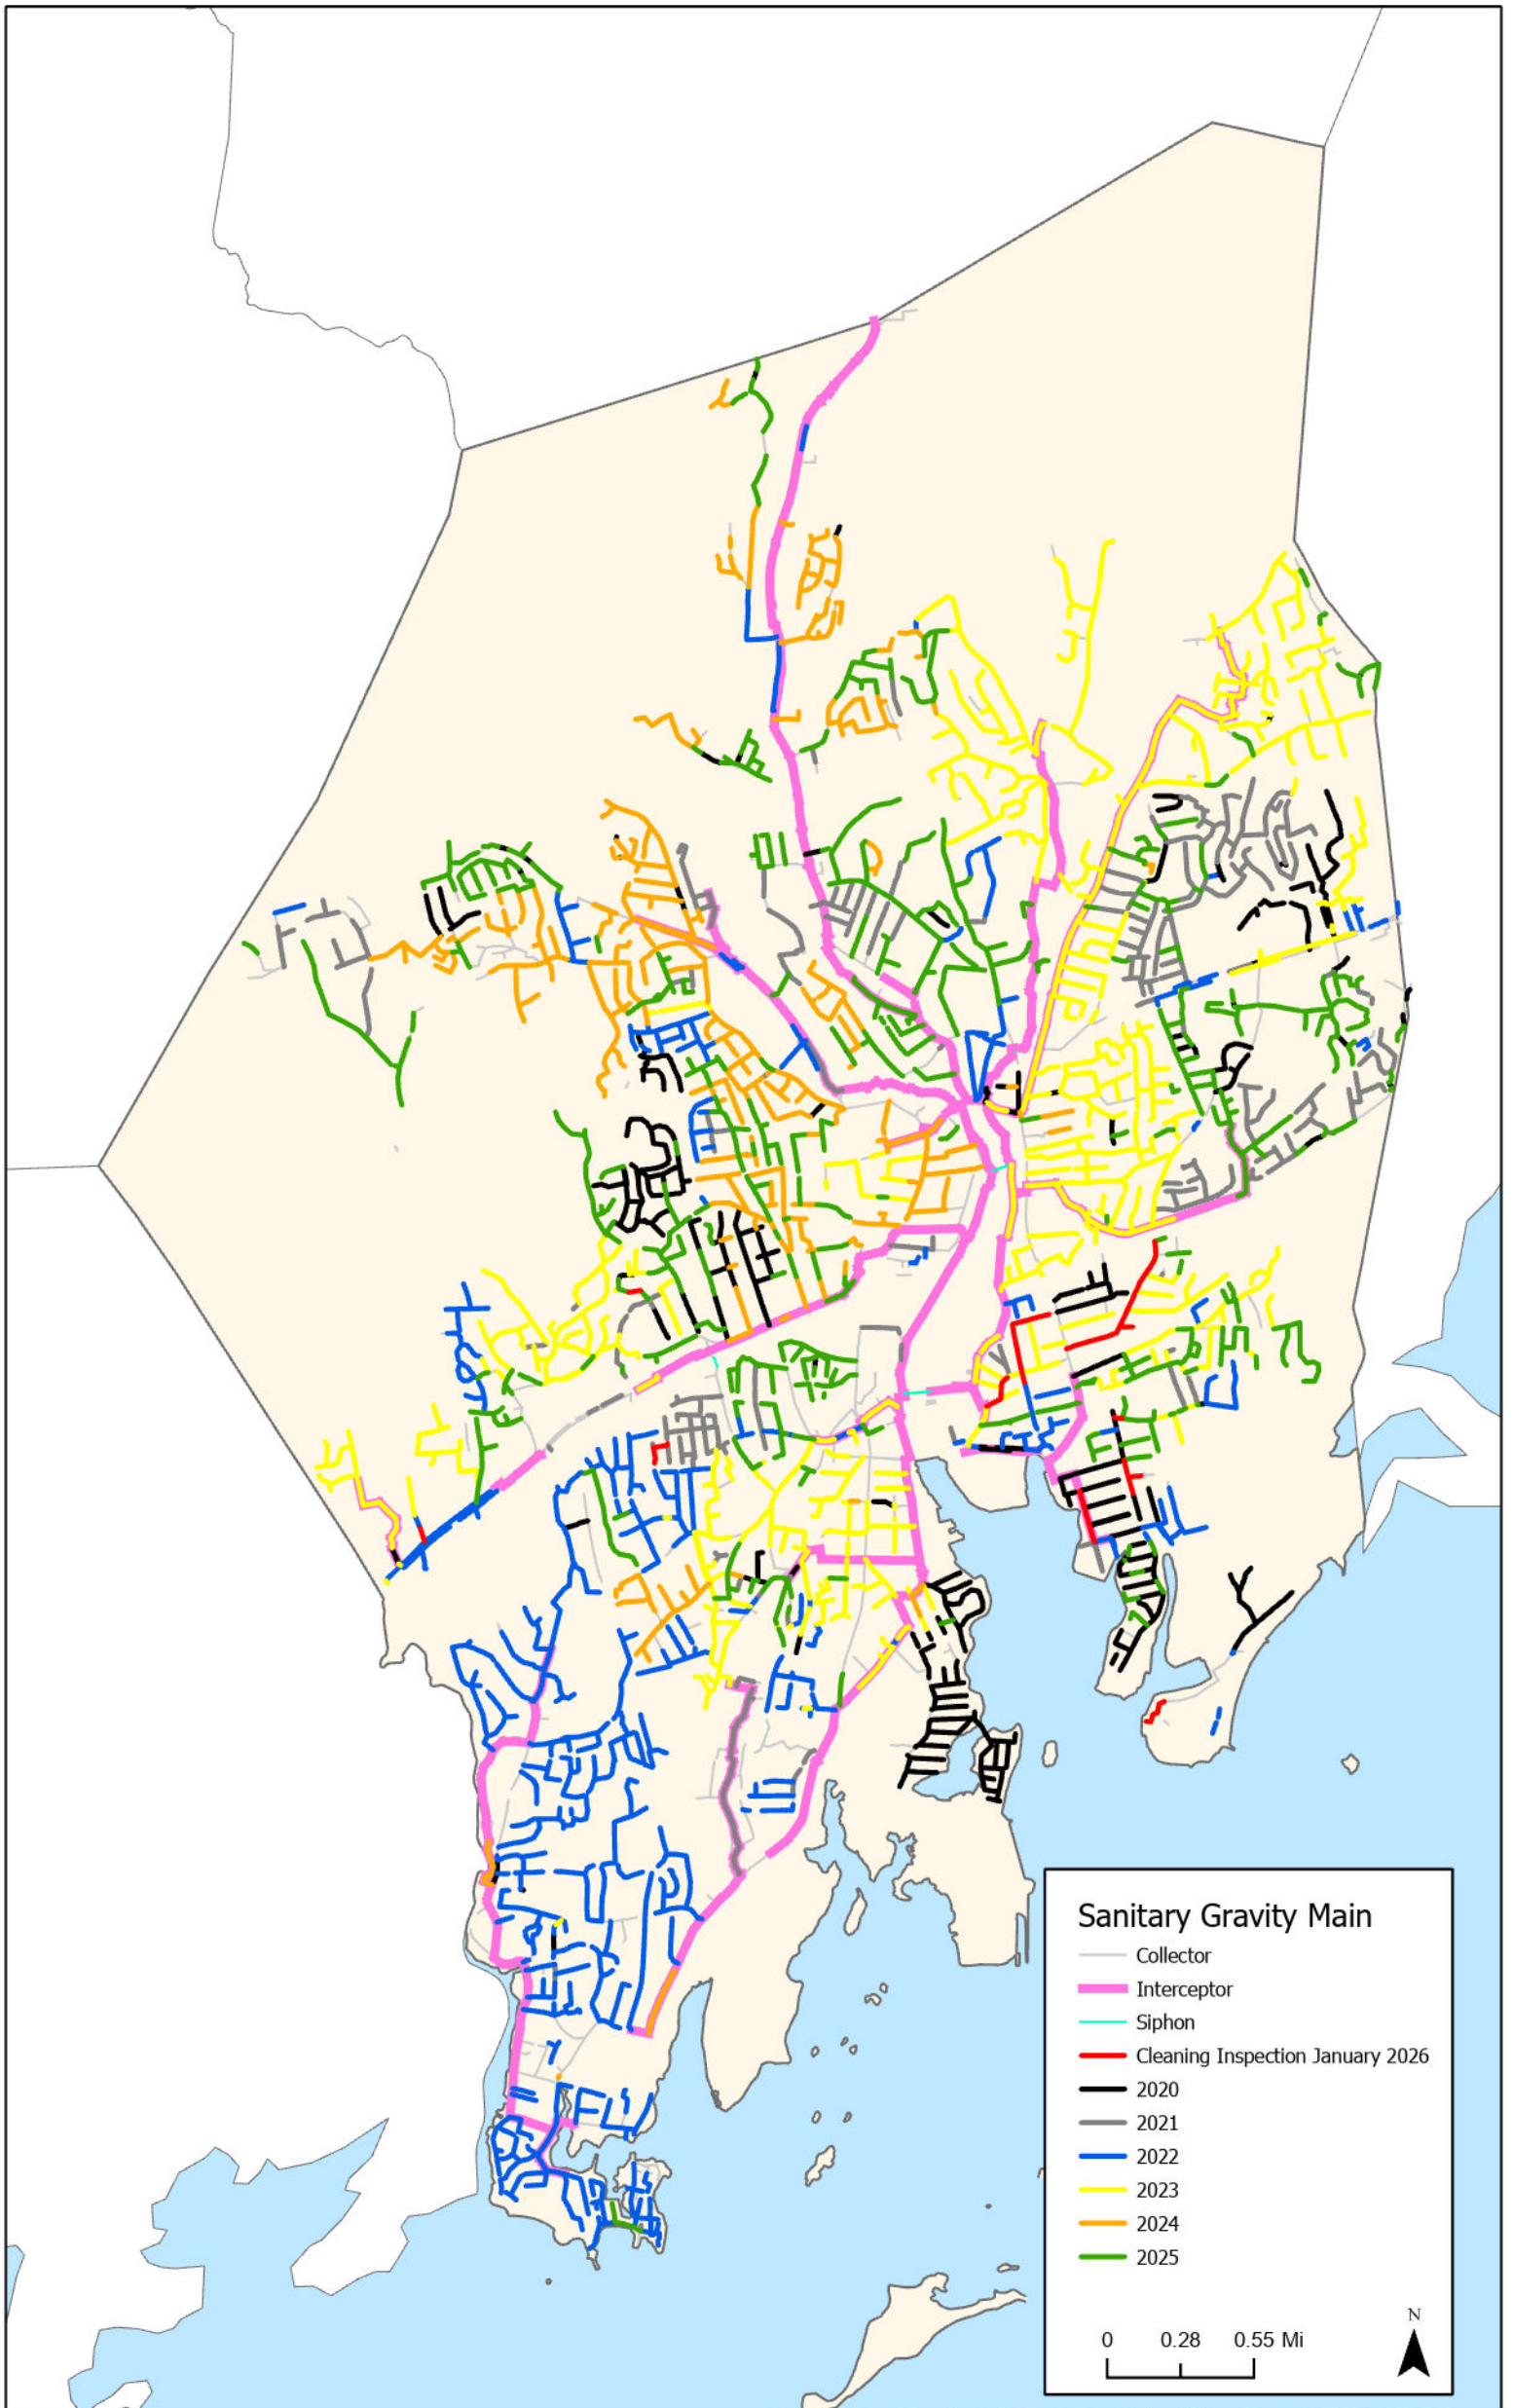 Sanitary Gravity Main
Collector
Interceptor
Siphon
Cleaning Inspection January 2026
2020
2021
2022
2023
2024
2025
N
0 0.28 0.55 Mi